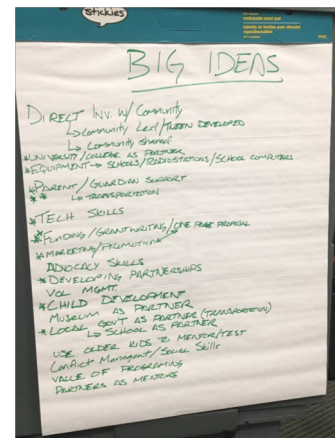 stickies
BIG IDEAS
DIRECT INV. W/ Community
↳ Community Led/TWEEN DEVELOPED
↳ Community shared
*UNIVERSITY/COLLEGE AS PARTNER
*EQUIPMENT → SCHOOLS/RADIOSTATIONS/SCHOOL COMPUTERS
*PARENT/GUARDIAN SUPPORT
** ↳ TRANSPORTATION
*TECH SKILLS
*FUNDING/GRANTWRITING/ONE PAGE PROPOSAL
*MARKETING/PROMOTION
ADVOCACY SKILLS
*DEVELOPING PARTNERSHIPS
VOL MGMT.
*CHILD DEVELOPMENT
MUSEUM AS PARTNER
*LOCAL GOV'T AS PARTNER (TRANSPORTATION)
↳ SCHOOL AS PARTNER
USE OLDER KIDS TO MENTOR/TEST
Conflict Managment/Social Skills
VALUE OF PROGRAMING
PARTNERS AS MENTORS